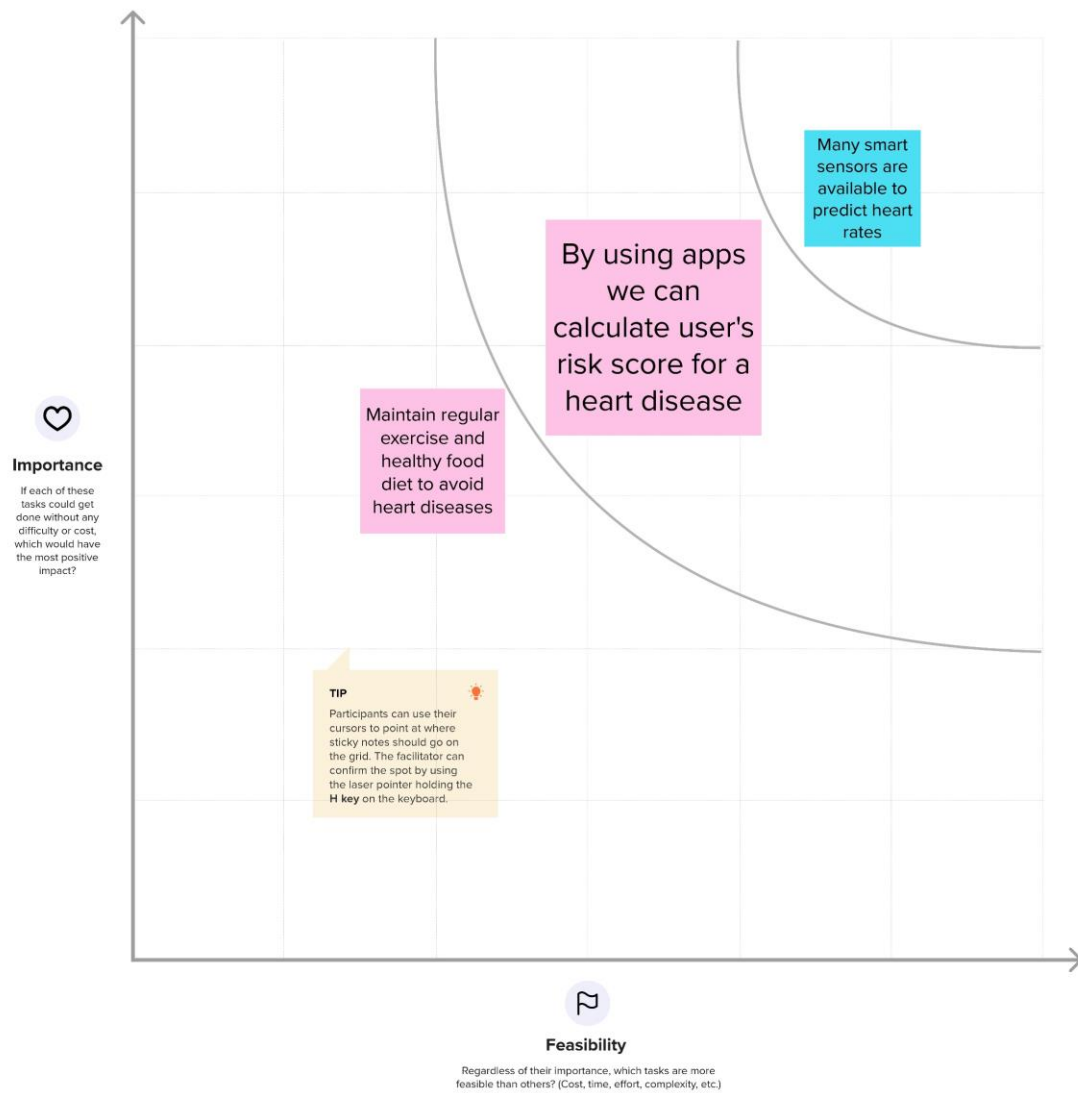 Many smart
sensors are
available to
predict heart
rates
By using apps
we can
calculate user's
risk score for a
heart disease
Maintain regular
exercise and
healthy food
diet to avoid
heart diseases
Importance
If each of these
tasks could get
done without any
difficulty or cost,
which would have
the most positive
impact?
TIP
Participants can use their
cursors to point at where
sticky notes should go on
the grid. The facilitator can
confirm the spot by using
the laser pointer holding the
H key on the keyboard.
Feasibility
Regardless of their importance, which tasks are more
feasible than others? (Cost, time, effort, complexity, etc.)